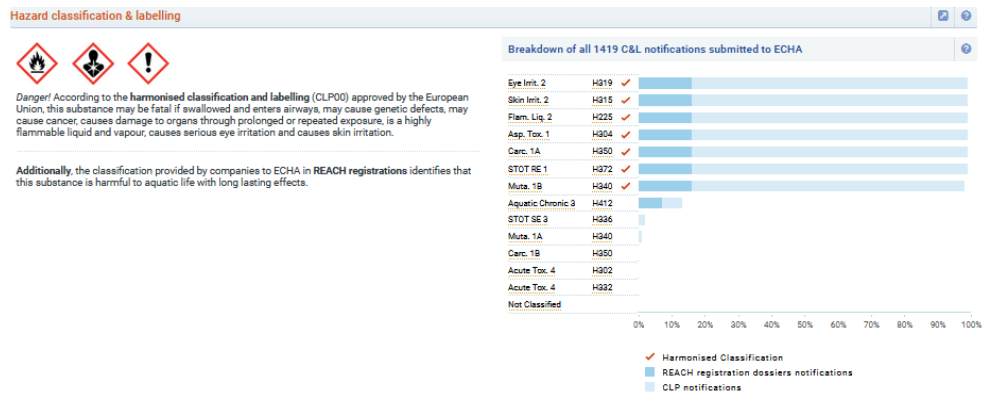 Hazard classification & labelling
Danger! According to the harmonised classification and labelling (CLP00) approved by the European
Union, this substance may be fatal if swallowed and enters airways, may cause genetic defects, may
cause cancer, causes damage to organs through prolonged or repeated exposure, is a highly
flammable liquid and vapour, causes serious eye irritation and causes skin irritation.
Additionally, the classification provided by companies to ECHA in REACH registrations identifies that
this substance is harmful to aquatic life with long lasting effects.
Breakdown of all 1419 C&L notifications submitted to ECHA
Eye Irrit. 2 H319
Skin Irrit. 2 H315
Flam. Liq. 2 H225
Asp. Tox. 1 H304
Carc. 1A H350
STOT RE 1 H372
Muta. 1B H340
Aquatic Chronic 3 H412
STOT SE 3 H336
Muta. 1A H340
Carc. 1B H350
Acute Tox. 4 H302
Acute Tox. 4 H332
Not Classified
0% 10% 20% 30% 40% 50% 60% 70% 80% 90% 100%
Harmonised Classification
REACH registration dossiers notifications
CLP notifications